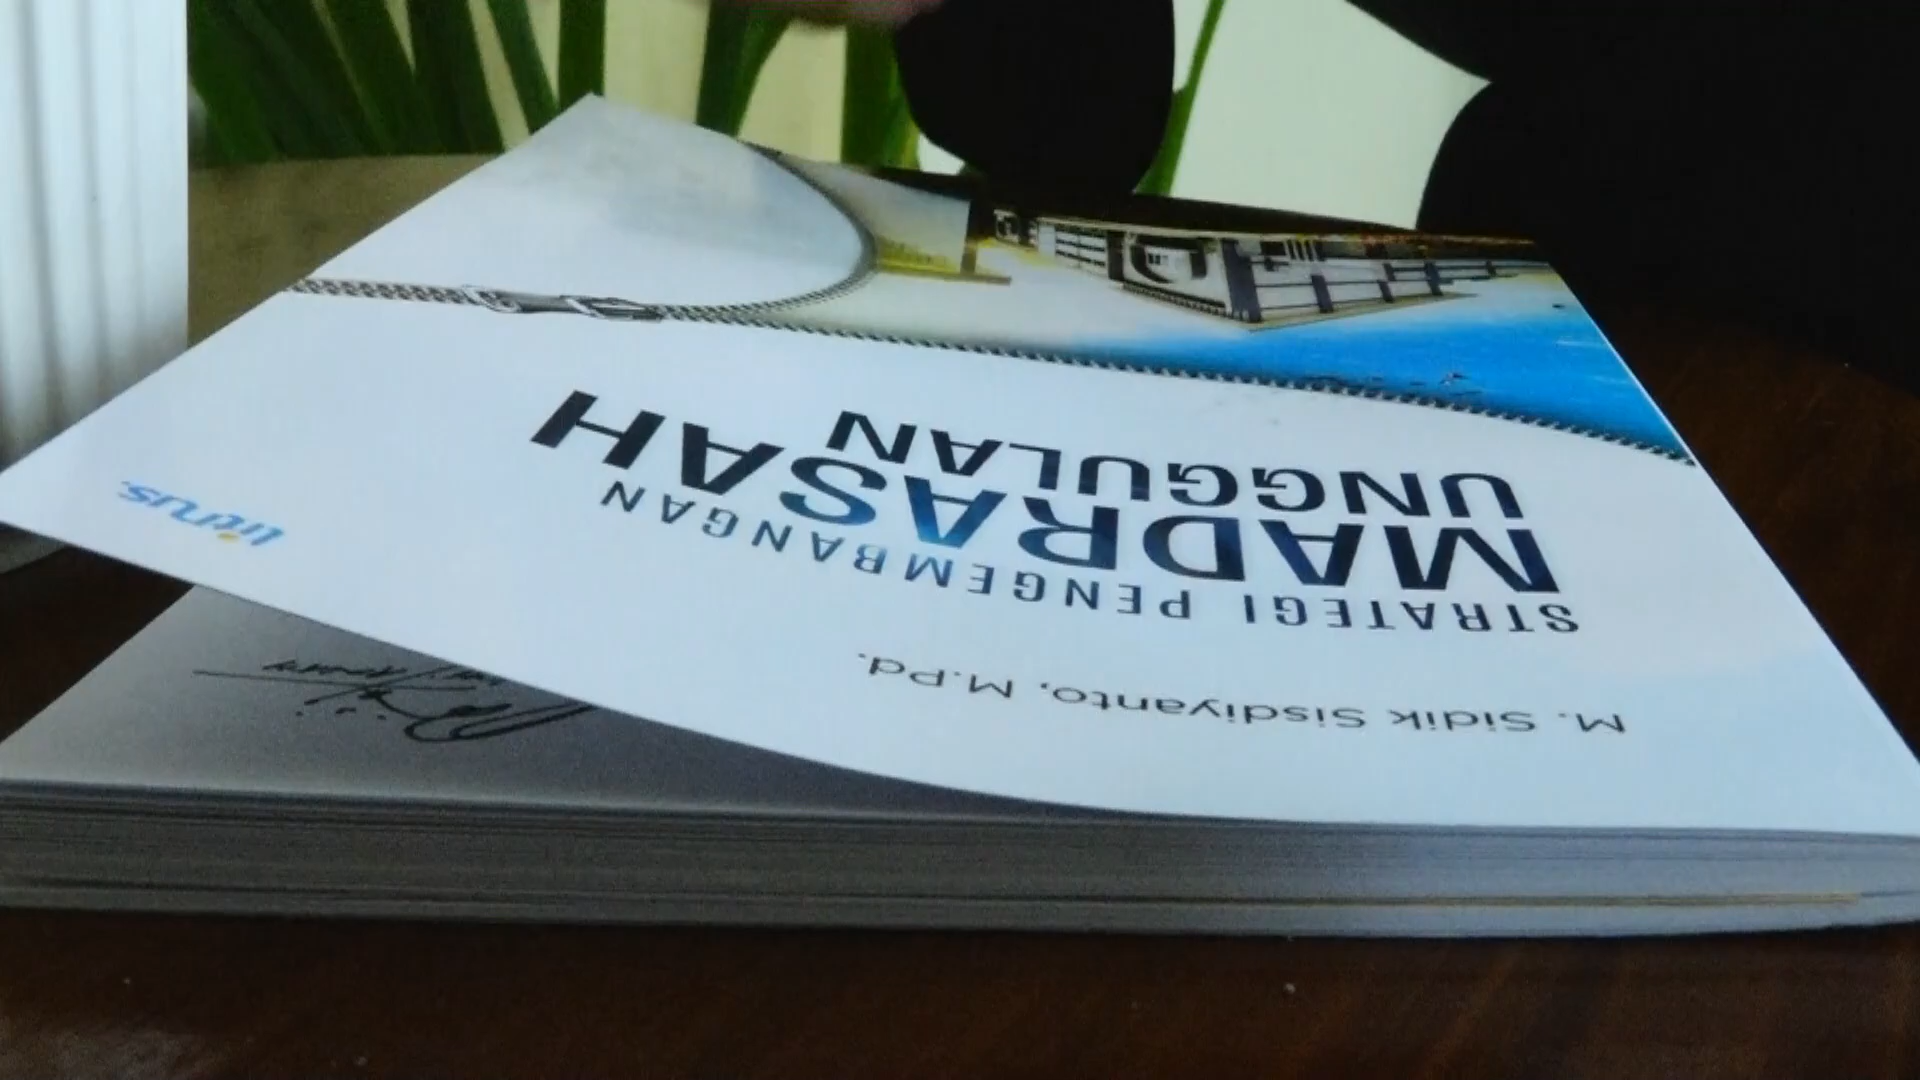 M. Sidik Sisdiyanto, M.Pd.
STRATEGI PENGEMBANGAN
MADRASAH
UNGGULAN
litnus.